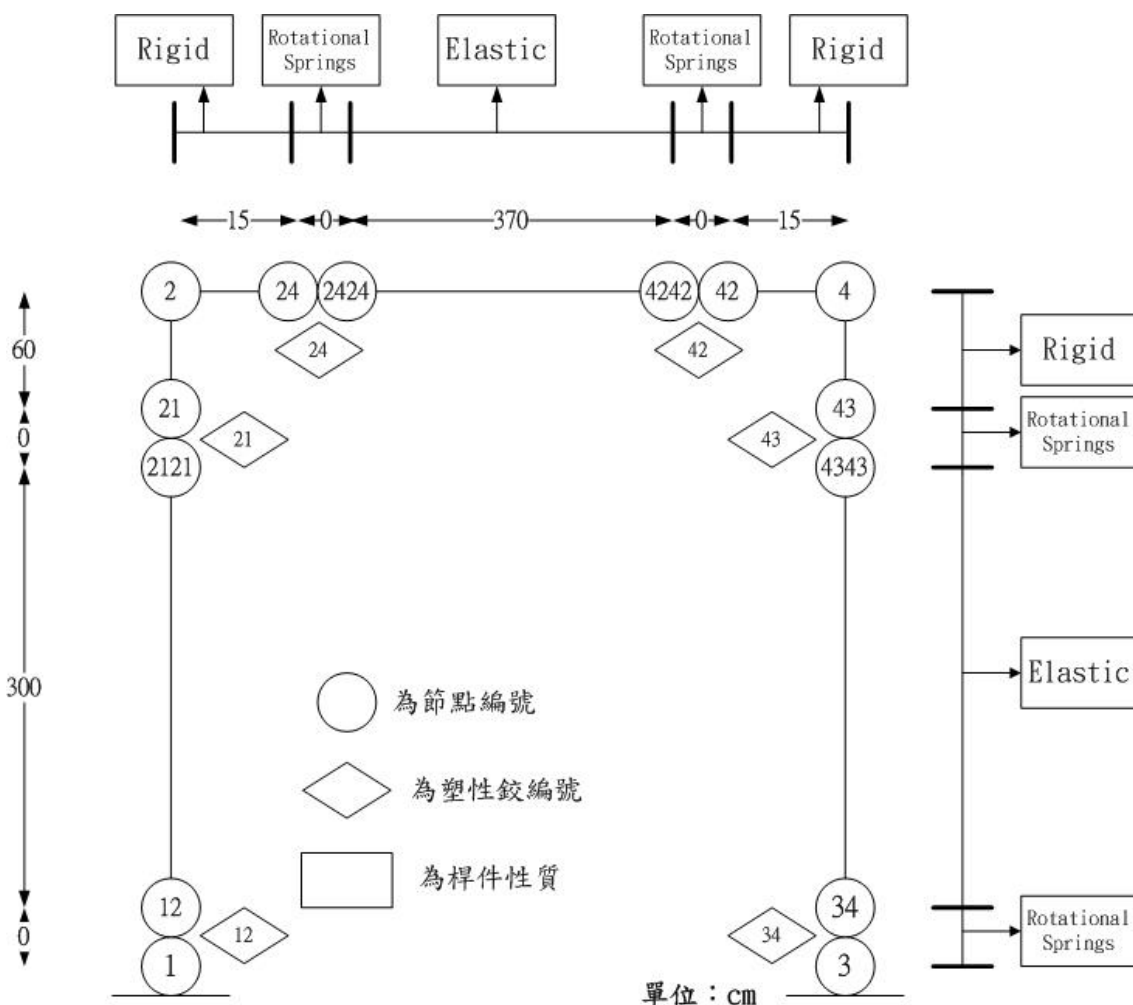 Rigid
Rotational
Springs
Elastic
Rotational
Springs
Rigid
15
0
370
0
15
2
24
2424
4242
42
4
24
42
60
Rigid
21
43
0
21
43
Rotational
Springs
2121
4343
300
Elastic
為節點編號
為塑性鉸編號
為桿件性質
12
34
0
12
34
Rotational
Springs
1
3
單位：cm